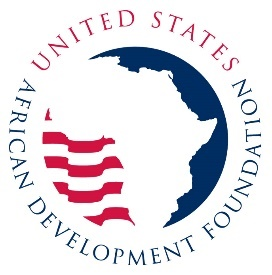 UNITED STATES
AFRICAN DEVELOPMENT FOUNDATION